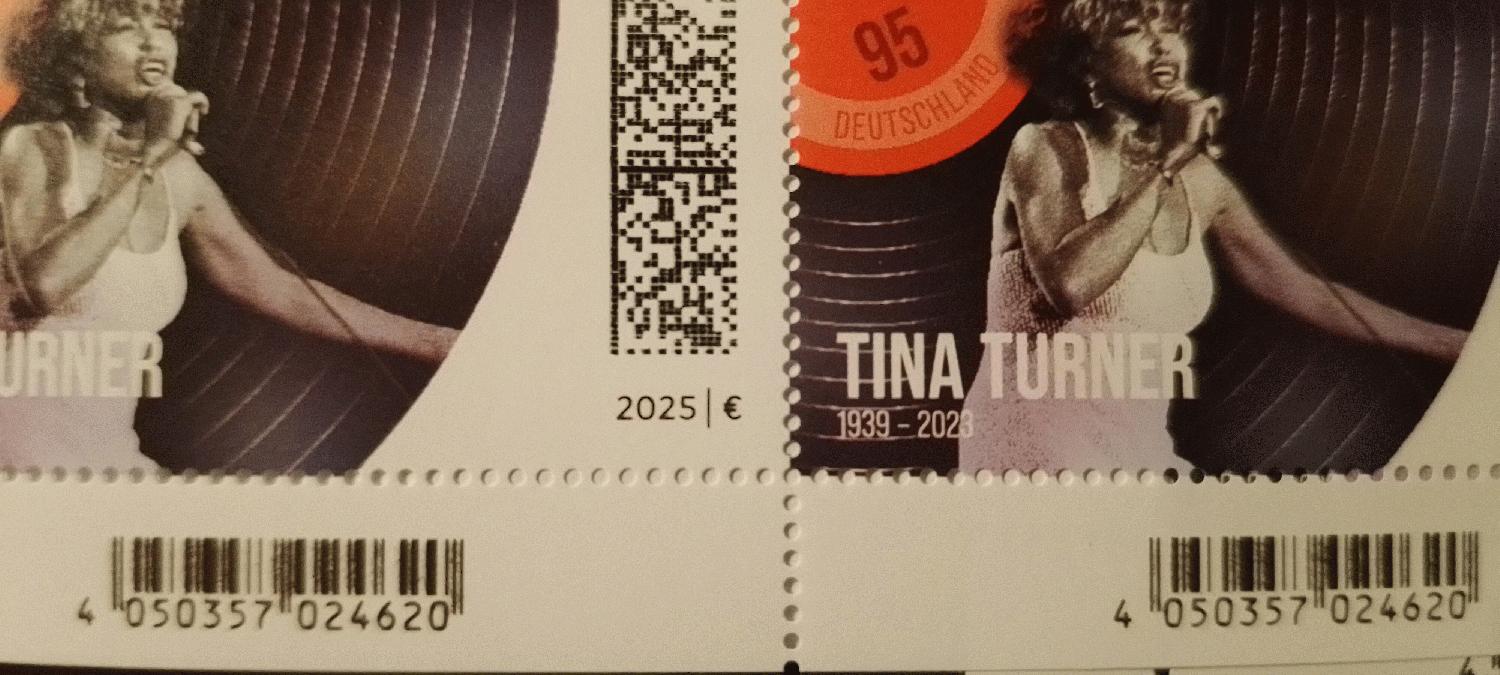 95
DEUTSCHLAND
URNER
TINA TURNER
1939 – 2023
2025 | €
4 050357 024620
4 050357 024620